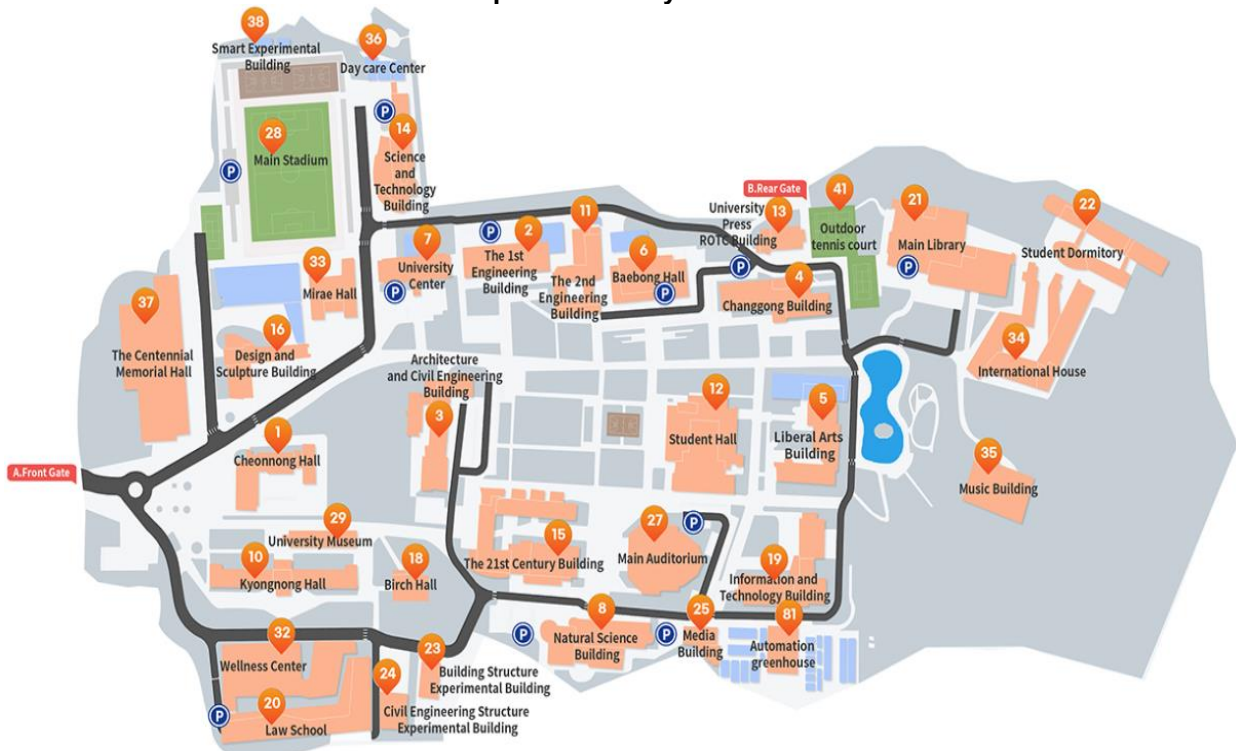 38
Smart Experimental
Building
36
Day care Center
28
Main Stadium
P
P
14
Science
and
Technology
Building
B.Rear Gate
41
Outdoor
tennis court
21
Main Library
P
22
Student Dormitory
University
Press
ROTC Building
13
7
University
Center
P
P
2
The 1st
Engineering
Building
11
The 2nd
Engineering
Building
6
Baebong Hall
P
P
4
Changgong Building
33
Mirae Hall
37
The Centennial
Memorial Hall
16
Design and
Sculpture Building
Architecture
and Civil Engineering
Building
3
34
International House
12
Student Hall
5
Liberal Arts
Building
1
Cheonnong Hall
A.Front Gate
35
Music Building
29
University Museum
10
Kyongnong Hall
18
Birch Hall
15
The 21st Century Building
27
Main Auditorium
P
19
Information and
Technology Building
32
Wellness Center
23
Building Structure
Experimental Building
P
8
Natural Science
Building
P
25
Media
Building
81
Automation
greenhouse
24
Civil Engineering Structure
Experimental Building
20
Law School
P